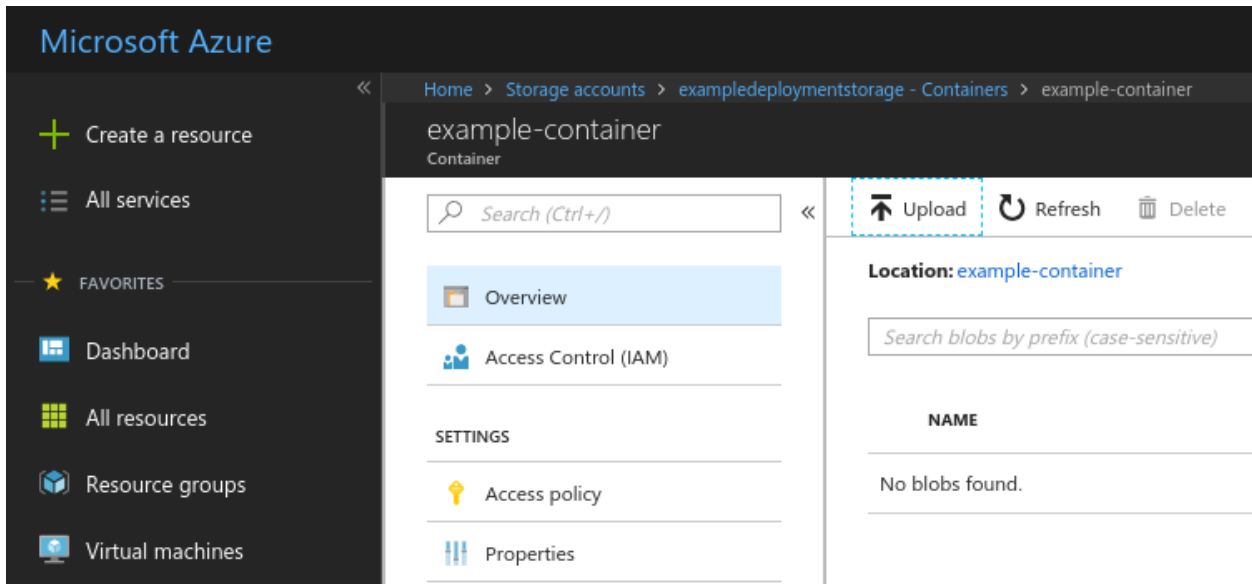 Microsoft Azure
«
Home > Storage accounts > exampledeploymentstorage - Containers > example-container
example-container
Container
Create a resource
All services
FAVORITES
Dashboard
All resources
Resource groups
Virtual machines
Search (Ctrl+/)
«
Overview
Access Control (IAM)
SETTINGS
Access policy
Properties
Upload Refresh Delete
Location: example-container
Search blobs by prefix (case-sensitive)
NAME
No blobs found.